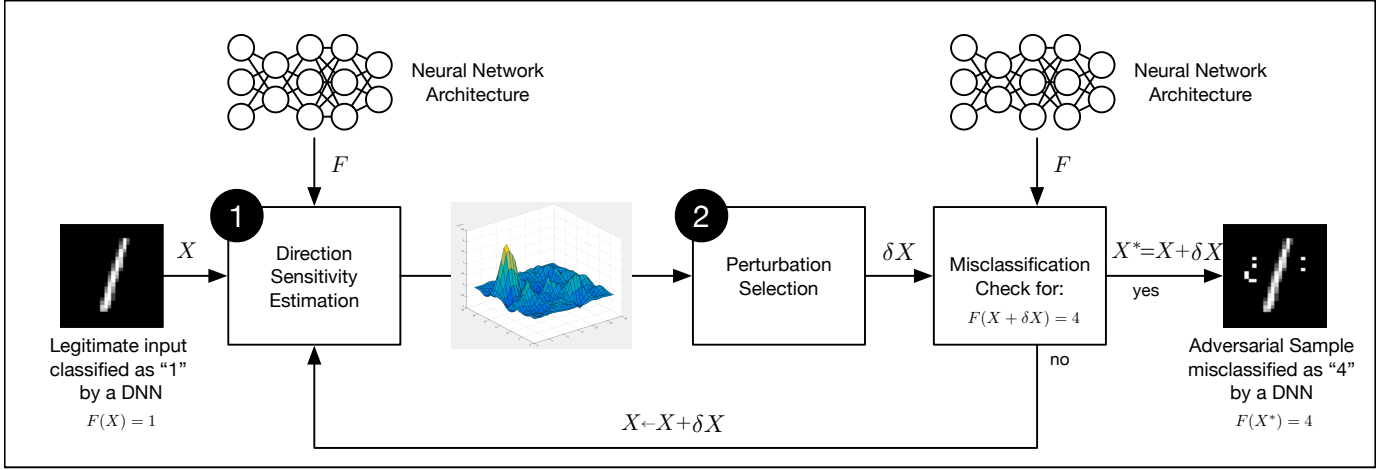 Neural Network
Architecture
F
Neural Network
Architecture
F
1
2
X
Direction
Sensitivity
Estimation
Perturbation
Selection
δX
Misclassification
Check for:
F(X + δX) = 4
X*=X+δX
yes
no
Legitimate input
classified as “1”
by a DNN
F(X) = 1
X←X+δX
Adversarial Sample
misclassified as “4”
by a DNN
F(X*) = 4